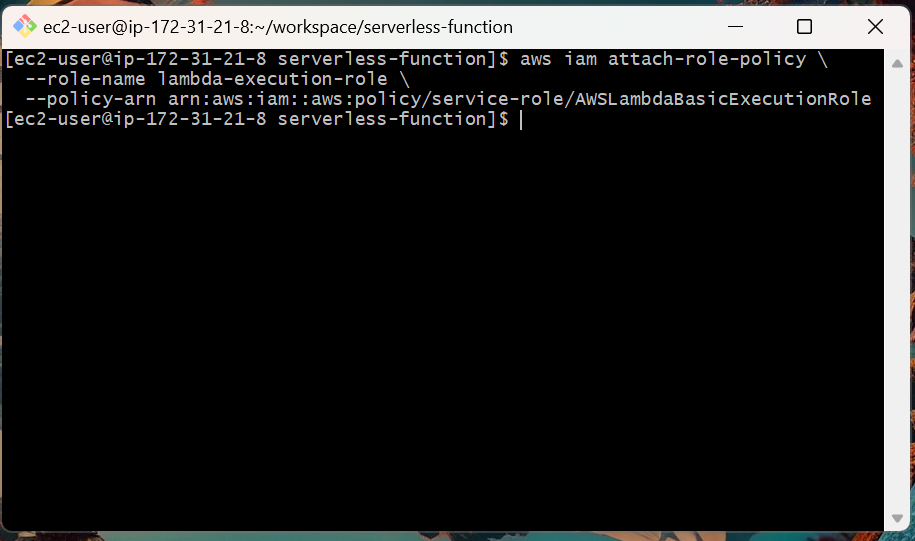 ec2-user@ip-172-31-21-8:~/workspace/serverless-function
[ec2-user@ip-172-31-21-8 serverless-function]$ aws iam attach-role-policy \
  --role-name lambda-execution-role \
  --policy-arn arn:aws:iam::aws:policy/service-role/AWSLambdaBasicExecutionRole
[ec2-user@ip-172-31-21-8 serverless-function]$